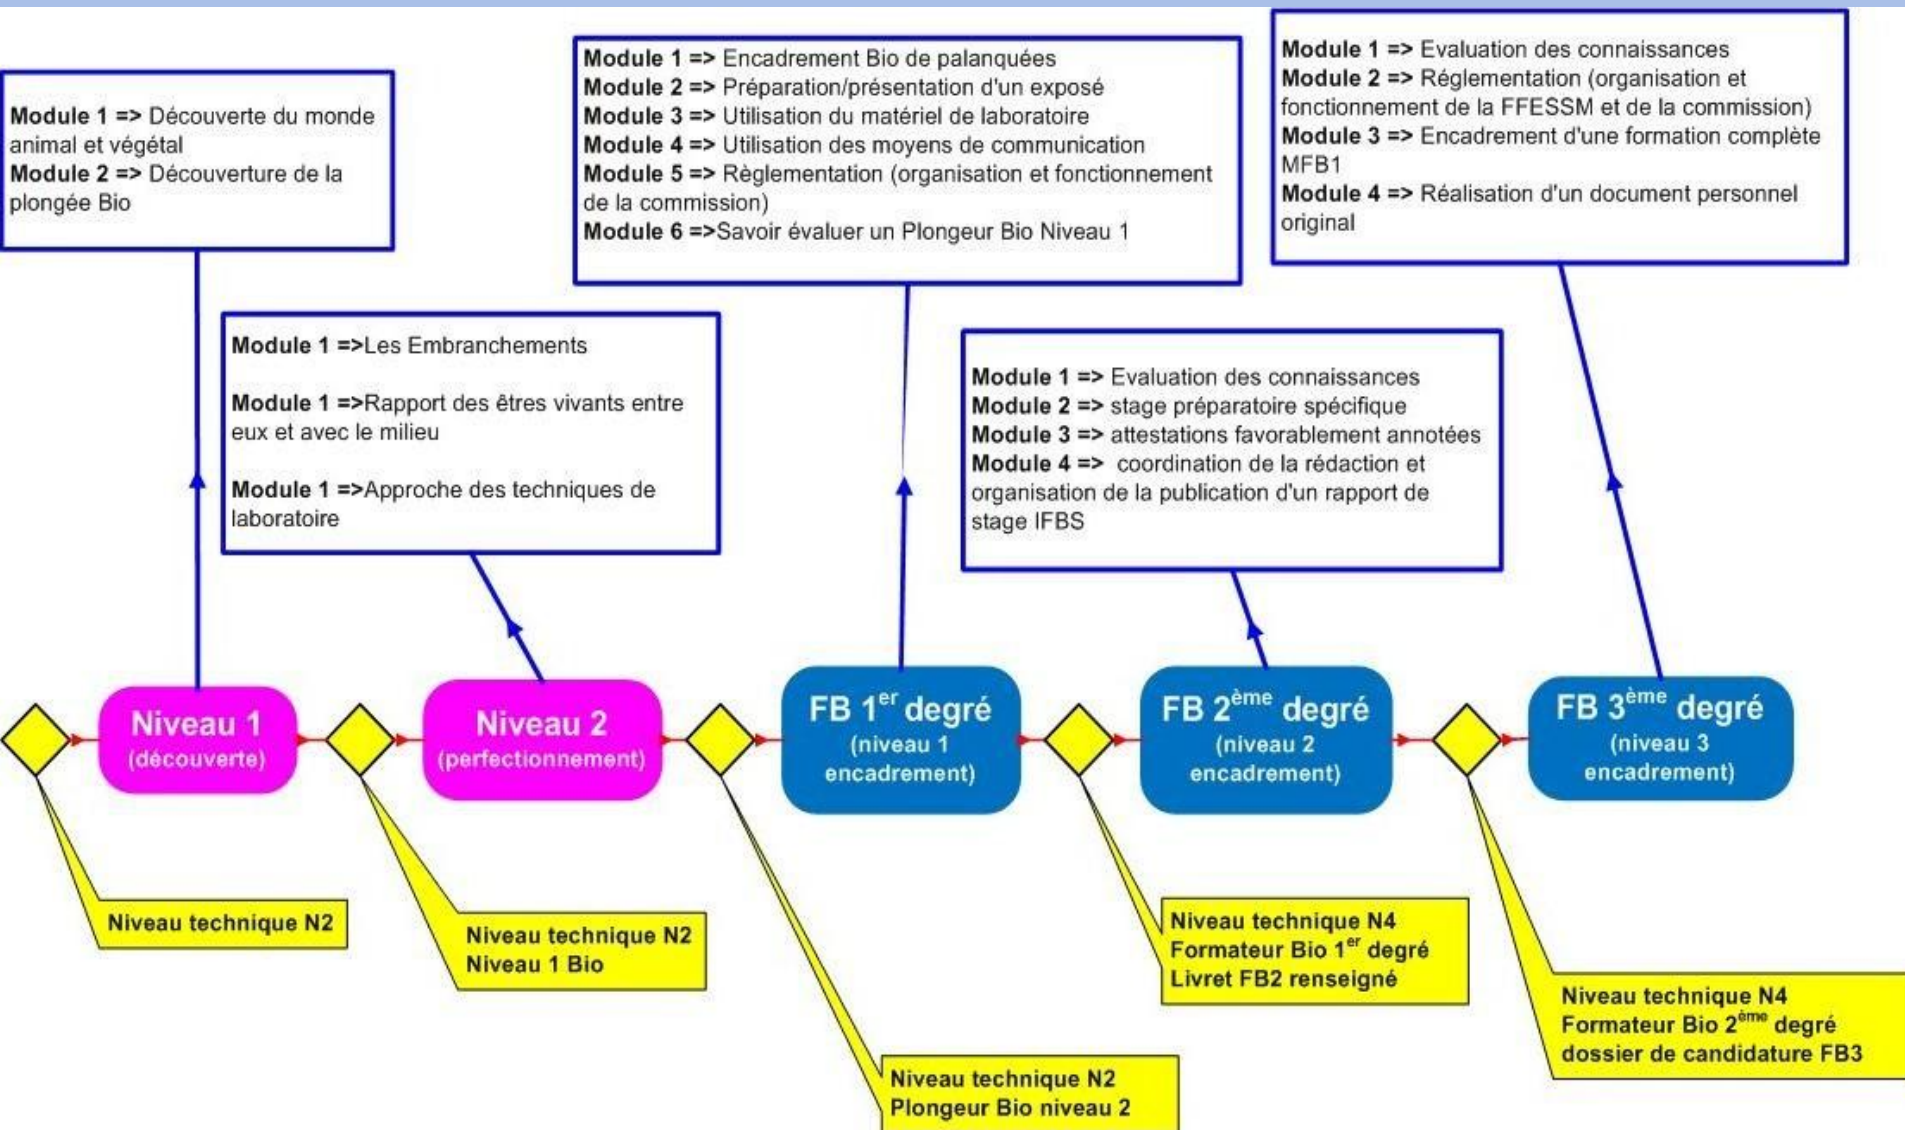 Module 1 => Découverte du monde
animal et végétal
Module 2 => Découverture de la
plongée Bio
Module 1 =>Les Embranchements
Module 1 =>Rapport des êtres vivants entre
eux et avec le milieu
Module 1 =>Approche des techniques de
laboratoire
Module 1 => Encadrement Bio de palanquées
Module 2 => Préparation/présentation d'un exposé
Module 3 => Utilisation du matériel de laboratoire
Module 4 => Utilisation des moyens de communication
Module 5 => Règlementation (organisation et fonctionnement
de la commission)
Module 6 =>Savoir évaluer un Plongeur Bio Niveau 1
Module 1 => Evaluation des connaissances
Module 2 => stage préparatoire spécifique
Module 3 => attestations favorablement annotées
Module 4 => coordination de la rédaction et
organisation de la publication d'un rapport de
stage IFBS
Module 1 => Evaluation des connaissances
Module 2 => Réglementation (organisation et
fonctionnement de la FFESSM et de la commission)
Module 3 => Encadrement d'une formation complète
MFB1
Module 4 => Réalisation d'un document personnel
original
Niveau 1
(découverte)
Niveau 2
(perfectionnement)
FB 1er degré
(niveau 1
encadrement)
FB 2ème degré
(niveau 2
encadrement)
FB 3ème degré
(niveau 3
encadrement)
Niveau technique N2
Niveau technique N2
Niveau 1 Bio
Niveau technique N2
Plongeur Bio niveau 2
Niveau technique N4
Formateur Bio 1er degré
Livret FB2 renseigné
Niveau technique N4
Formateur Bio 2ème degré
dossier de candidature FB3